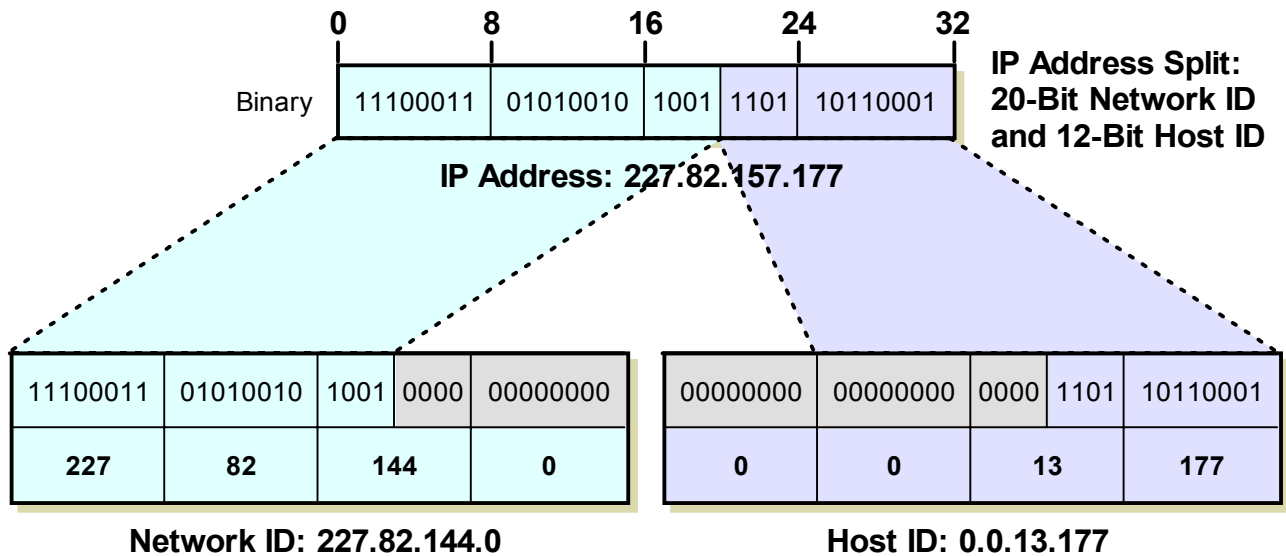 0 8 16 24 32
IP Address Split:
20-Bit Network ID
and 12-Bit Host ID
Binary 11100011 01010010 1001 1101 10110001
IP Address: 227.82.157.177
11100011 01010010 1001 0000 00000000
227 82 144 0
Network ID: 227.82.144.0
00000000 00000000 0000 1101 10110001
0 0 13 177
Host ID: 0.0.13.177